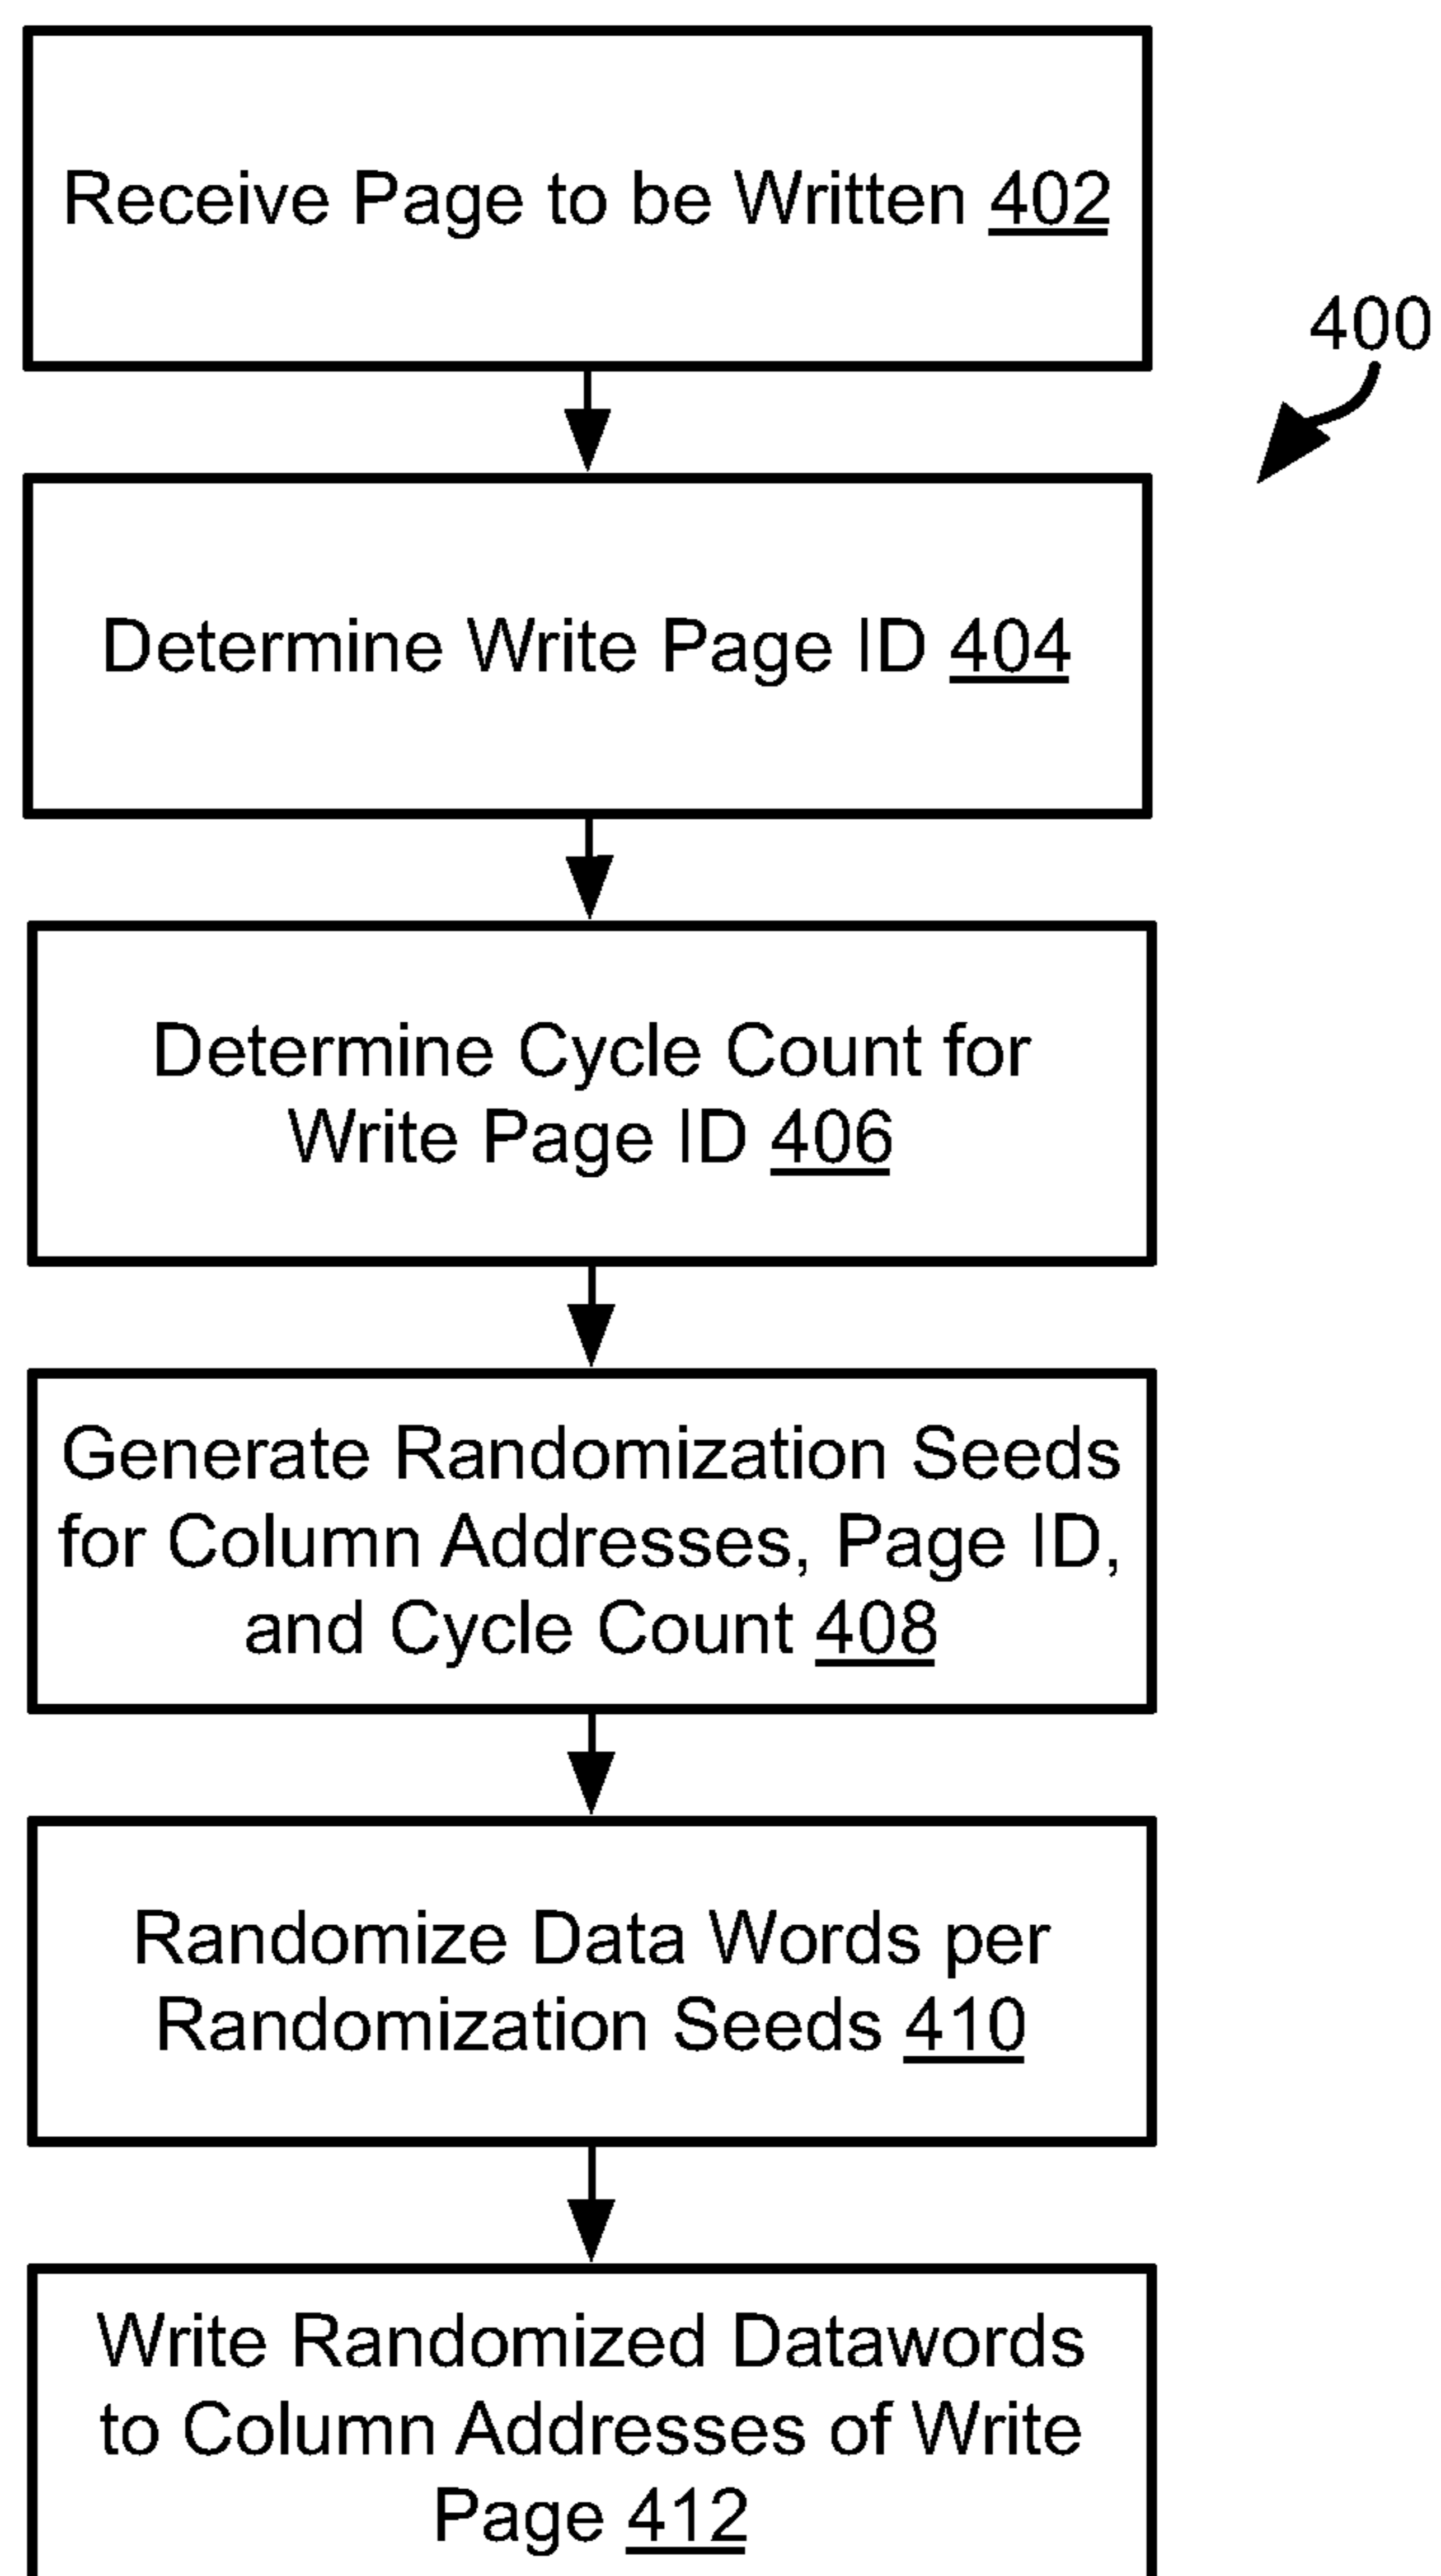 Receive Page to be Written 402
400
Determine Write Page ID 404
Determine Cycle Count for
Write Page ID 406
Generate Randomization Seeds
for Column Addresses, Page ID,
and Cycle Count 408
Randomize Data Words per
Randomization Seeds 410
Write Randomized Datawords
to Column Addresses of Write
Page 412